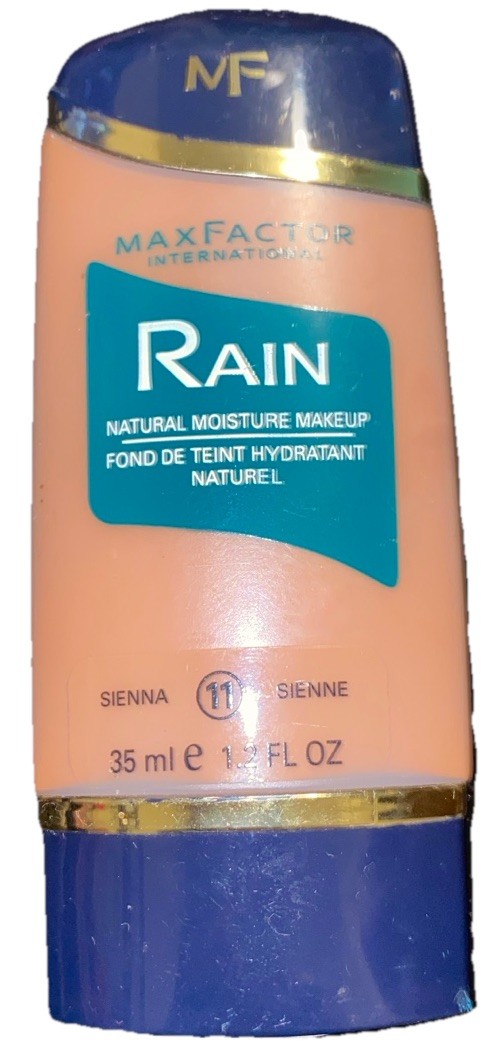 MF
MAXFACTOR
INTERNATIONAL
RAIN
NATURAL MOISTURE MAKEUP
FOND DE TEINT HYDRATANT
NATUREL
SIENNA 11 SIENNE
35 ml e 1.2 FL OZ